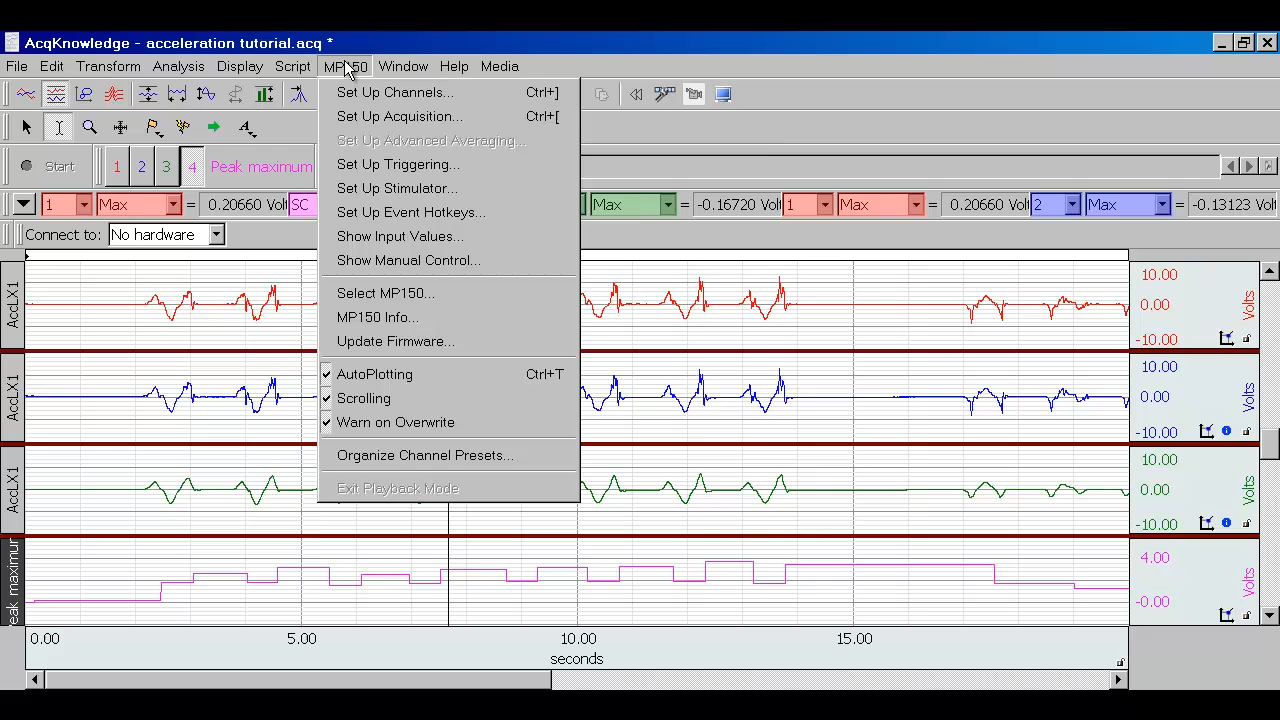 AcqKnowledge - acceleration tutorial.acq *
File Edit Transform Analysis Display Script MP150 Window Help Media
Start 1 2 3 4 Peak maximum
1 Max = 0.20660 Volt SC Max = -0.16720 Volt 1 Max = 0.20660 Volt 2 Max = -0.13123 Volt
Connect to: No hardware
Set Up Channels... Ctrl+]
Set Up Acquisition... Ctrl+[
Set Up Advanced Averaging...
Set Up Triggering...
Set Up Stimulator...
Set Up Event Hotkeys...
Show Input Values...
Show Manual Control...
Select MP150...
MP150 Info...
Update Firmware...
AutoPlotting Ctrl+T
Scrolling
Warn on Overwrite
Organize Channel Presets...
Exit Playback Mode
AccLX1
10.00
0.00
-10.00
Volts
AccLX1
10.00
0.00
-10.00
Volts
AccLX1
10.00
0.00
-10.00
Volts
eak maximur
4.00
-0.00
Volts
0.00 5.00 10.00 15.00
seconds